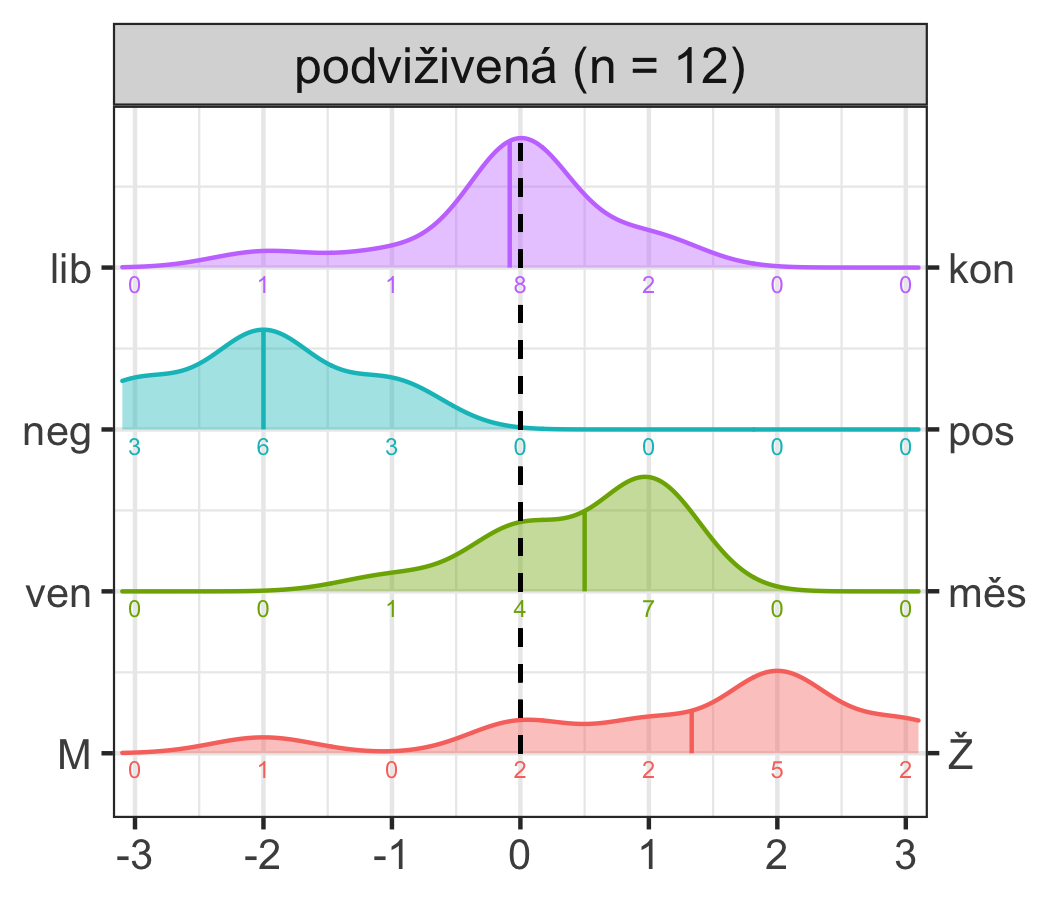 podviživená (n = 12)
lib kon
0 1 1 8 2 0 0
neg pos
3 6 3 0 0 0 0
ven měs
0 0 1 4 7 0 0
M Ž
0 1 0 2 2 5 2
-3 -2 -1 0 1 2 3